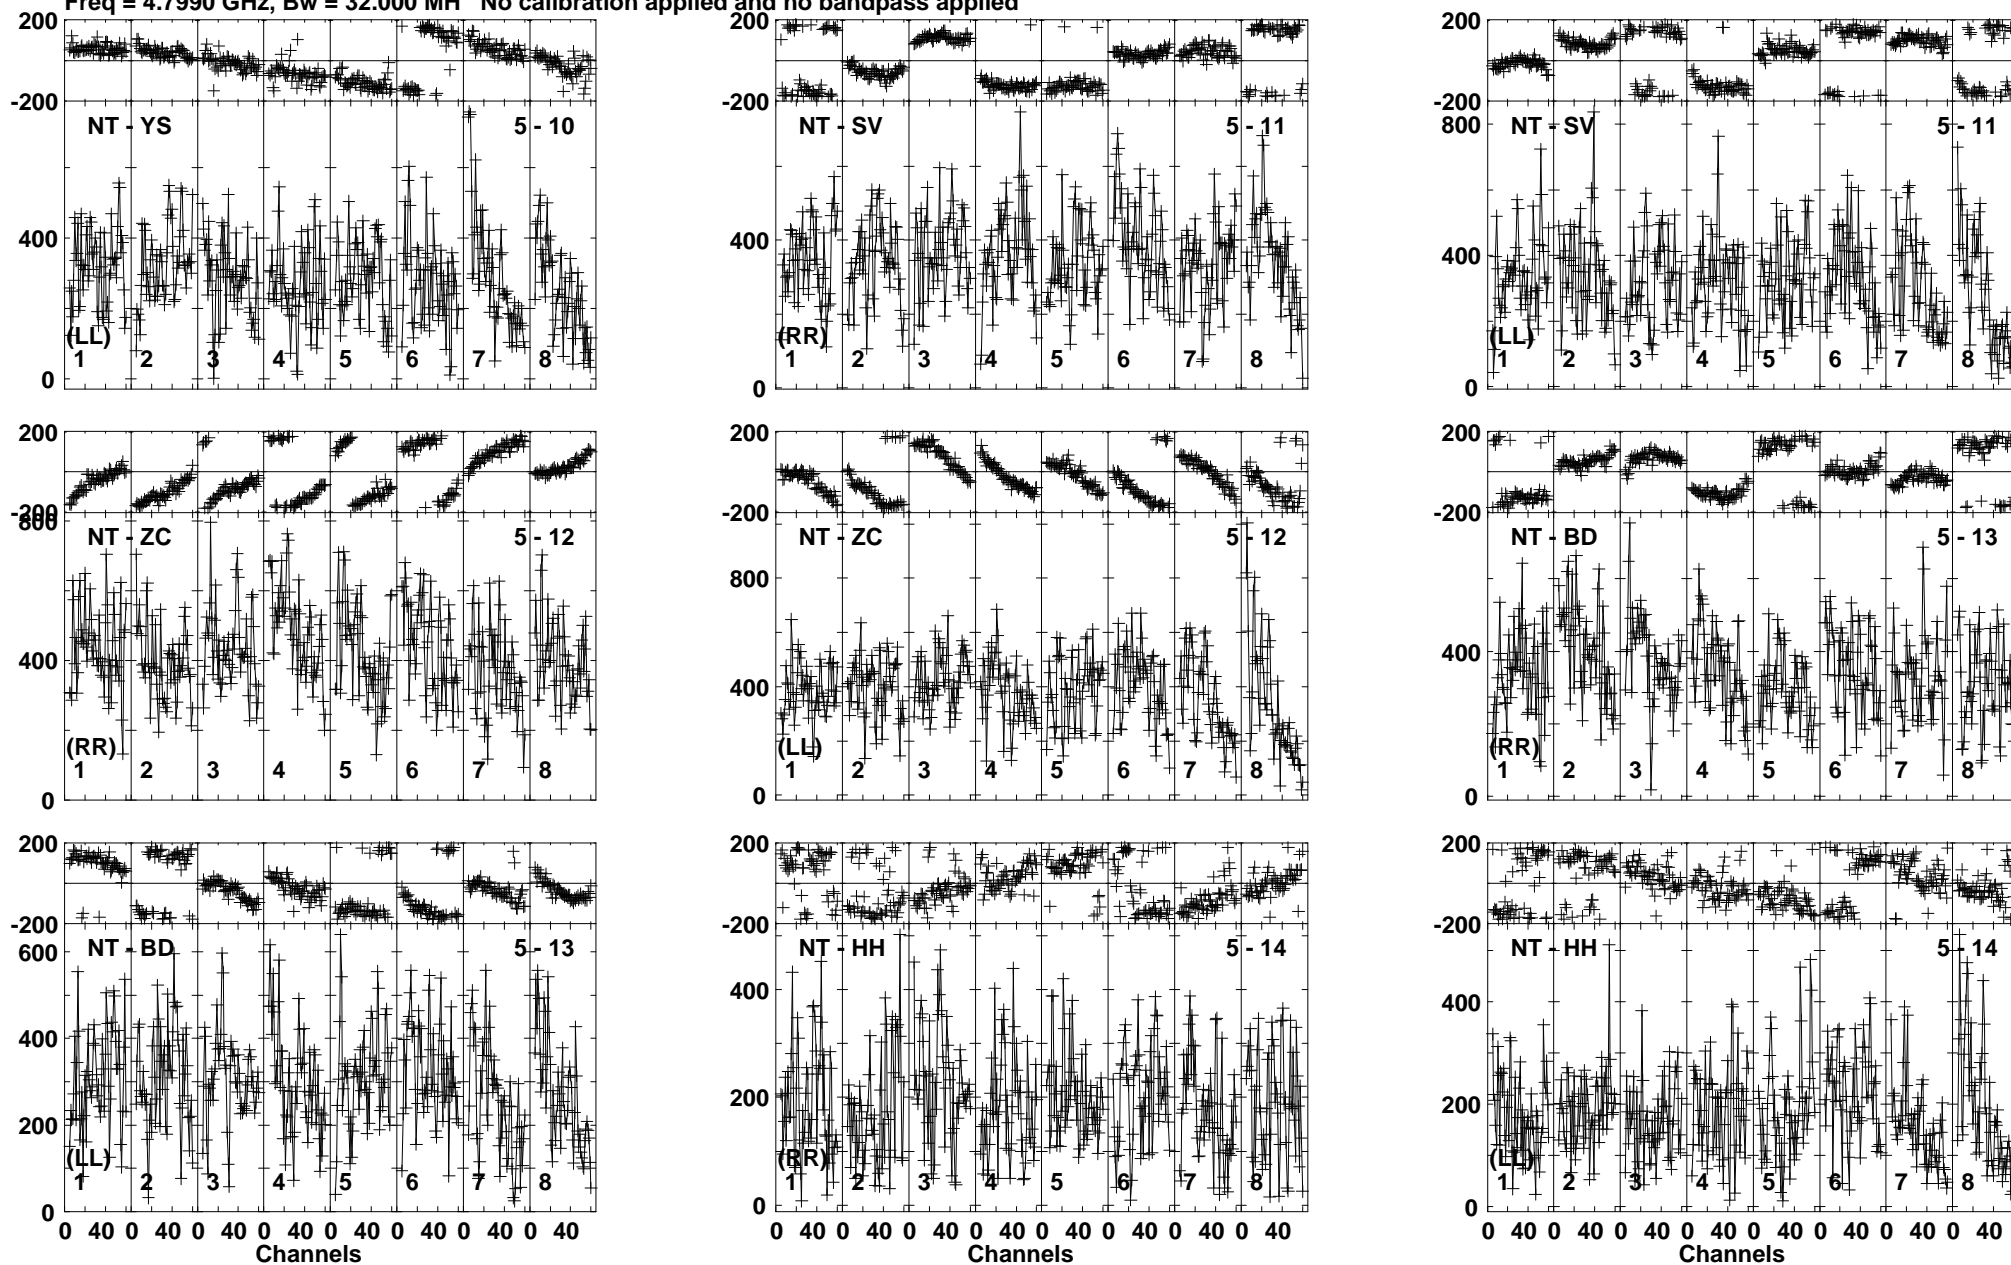 Freq = 4.7990 GHz, Bw = 32.000 MH   No calibration applied and no bandpass applied
200 200 200
-200 -200 -200
NT - YS 5 - 10 NT - SV 5 - 11 NT - SV 5 - 11
800
400 400 400
(LL) (RR) (LL)
1 2 3 4 5 6 7 8 1 2 3 4 5 6 7 8 1 2 3 4 5 6 7 8
0 0 0
200 200 200
-200 -200 -200
800
NT - ZC 5 - 12 NT - ZC 5 - 12 NT - BD 5 - 13
800
400 400 400
(RR) (LL) (RR)
1 2 3 4 5 6 7 8 1 2 3 4 5 6 7 8 1 2 3 4 5 6 7 8
0 0 0
200 200 200
-200 -200 -200
NT - BD 5 - 13 NT - HH 5 - 14 NT - HH 5 - 14
600
400 400 400
200 200 200
(LL) (RR) (LL)
1 2 3 4 5 6 7 8 1 2 3 4 5 6 7 8 1 2 3 4 5 6 7 8
0 0 0
0 40 0 40 0 40 0 40 0 40 0 40 0 40 0 40 0 40 0 40 0 40 0 40 0 40 0 40 0 40 0 40 0 40 0 40 0 40 0 40 0 40 0 40 0 40 0 40
Channels Channels Channels